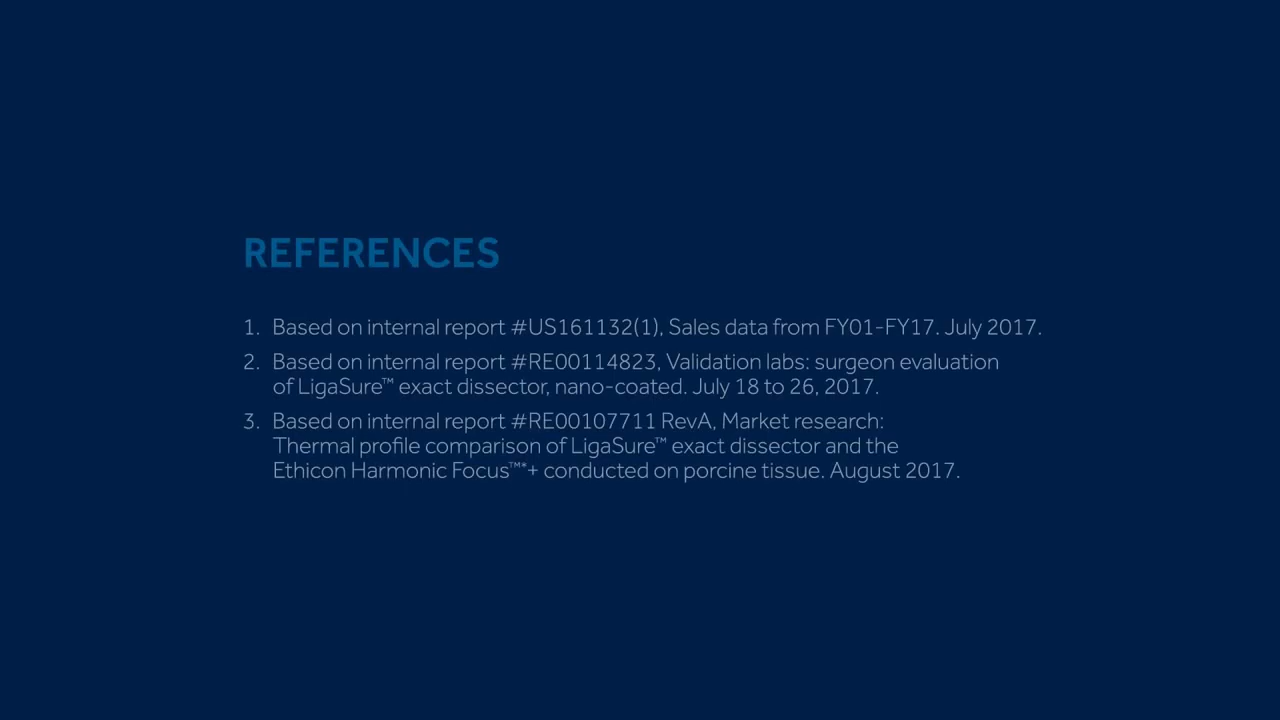 REFERENCES
1. Based on internal report #US161132(1), Sales data from FY01-FY17. July 2017.
2. Based on internal report #RE00114823, Validation labs: surgeon evaluation
of LigaSure™ exact dissector, nano-coated. July 18 to 26, 2017.
3. Based on internal report #RE00107711 RevA, Market research:
Thermal profile comparison of LigaSure™ exact dissector and the
Ethicon Harmonic Focus™*+ conducted on porcine tissue. August 2017.